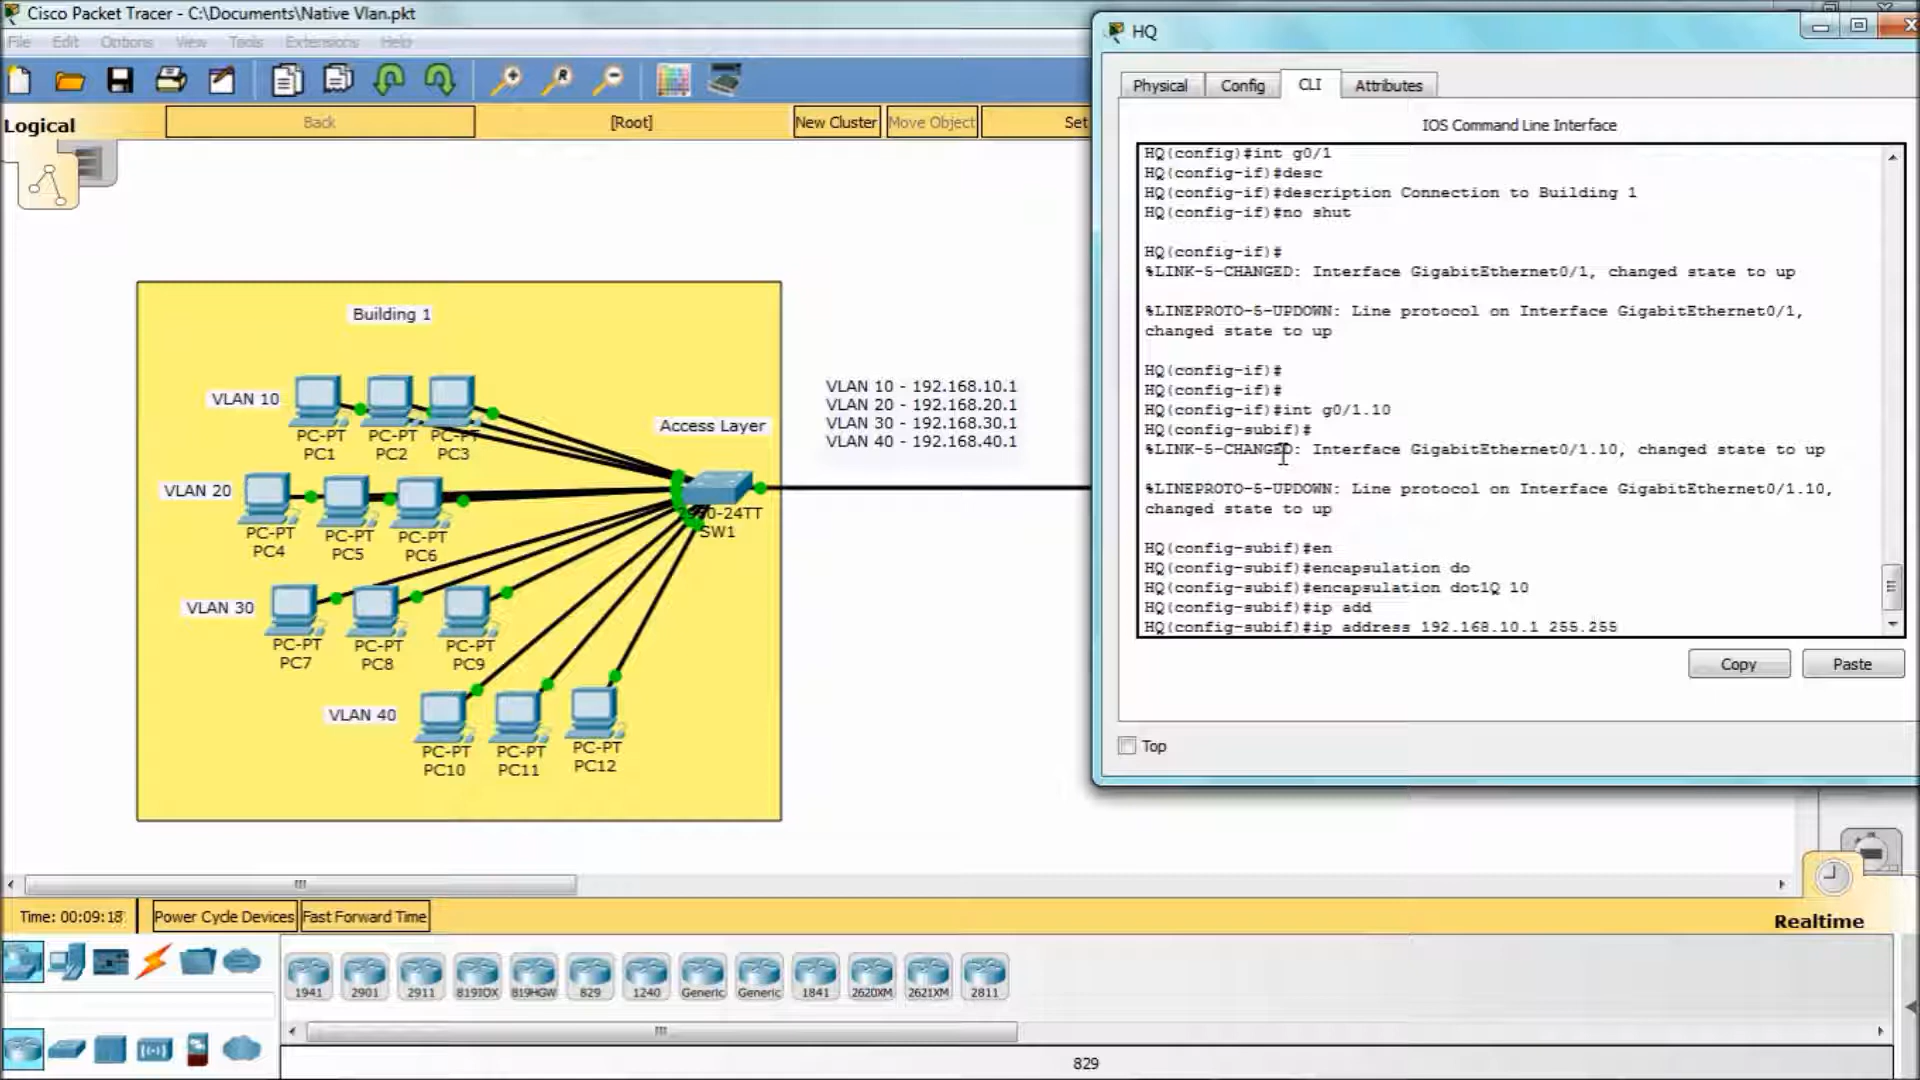 Cisco Packet Tracer - C:\Documents\Native Vlan.pkt
File Edit Options View Tools Extensions Help
Logical
Back
[Root]
New Cluster
Move Object
Set
Building 1
VLAN 10
PC-PT
PC1
PC-PT
PC2
PC-PT
PC3
VLAN 20
PC-PT
PC4
PC-PT
PC5
PC-PT
PC6
VLAN 30
PC-PT
PC7
PC-PT
PC8
PC-PT
PC9
VLAN 40
PC-PT
PC10
PC-PT
PC11
PC-PT
PC12
Access Layer
SW1
VLAN 10 - 192.168.10.1
VLAN 20 - 192.168.20.1
VLAN 30 - 192.168.30.1
VLAN 40 - 192.168.40.1
HQ
Physical Config CLI Attributes
IOS Command Line Interface
HQ(config)#int g0/1
HQ(config-if)#desc
HQ(config-if)#description Connection to Building 1
HQ(config-if)#no shut
HQ(config-if)#
%LINK-5-CHANGED: Interface GigabitEthernet0/1, changed state to up
%LINEPROTO-5-UPDOWN: Line protocol on Interface GigabitEthernet0/1,
changed state to up
HQ(config-if)#
HQ(config-if)#
HQ(config-if)#int g0/1.10
HQ(config-subif)#
%LINK-5-CHANGED: Interface GigabitEthernet0/1.10, changed state to up
%LINEPROTO-5-UPDOWN: Line protocol on Interface GigabitEthernet0/1.10,
changed state to up
HQ(config-subif)#en
HQ(config-subif)#encapsulation do
HQ(config-subif)#encapsulation dot1Q 10
HQ(config-subif)#ip add
HQ(config-subif)#ip address 192.168.10.1 255.255
Copy
Paste
Top
Time: 00:09:18
Power Cycle Devices
Fast Forward Time
Realtime
1941 2901 2911 819IOX 819HGW 829 1240 Generic Generic 1841 2620XM 2621XM 2811
829